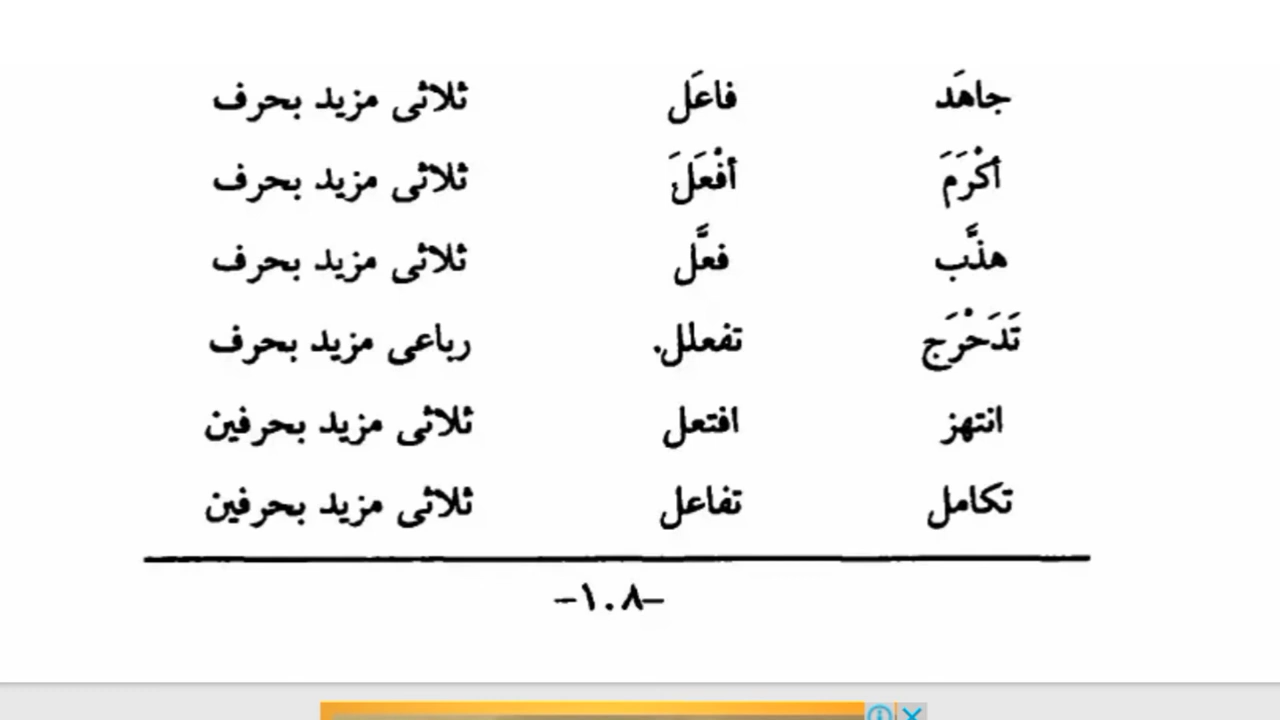 جاهَد فاعَل ثلاثى مزيد بحرف
أكْرَمَ أفْعَلَ ثلاثى مزيد بحرف
هذَّب فعَّل ثلاثى مزيد بحرف
تَدَحْرَج تفعلل. رباعى مزيد بحرف
انتهز افتعل ثلاثى مزيد بحرفين
تكامل تفاعل ثلاثى مزيد بحرفين
–١٠٨–